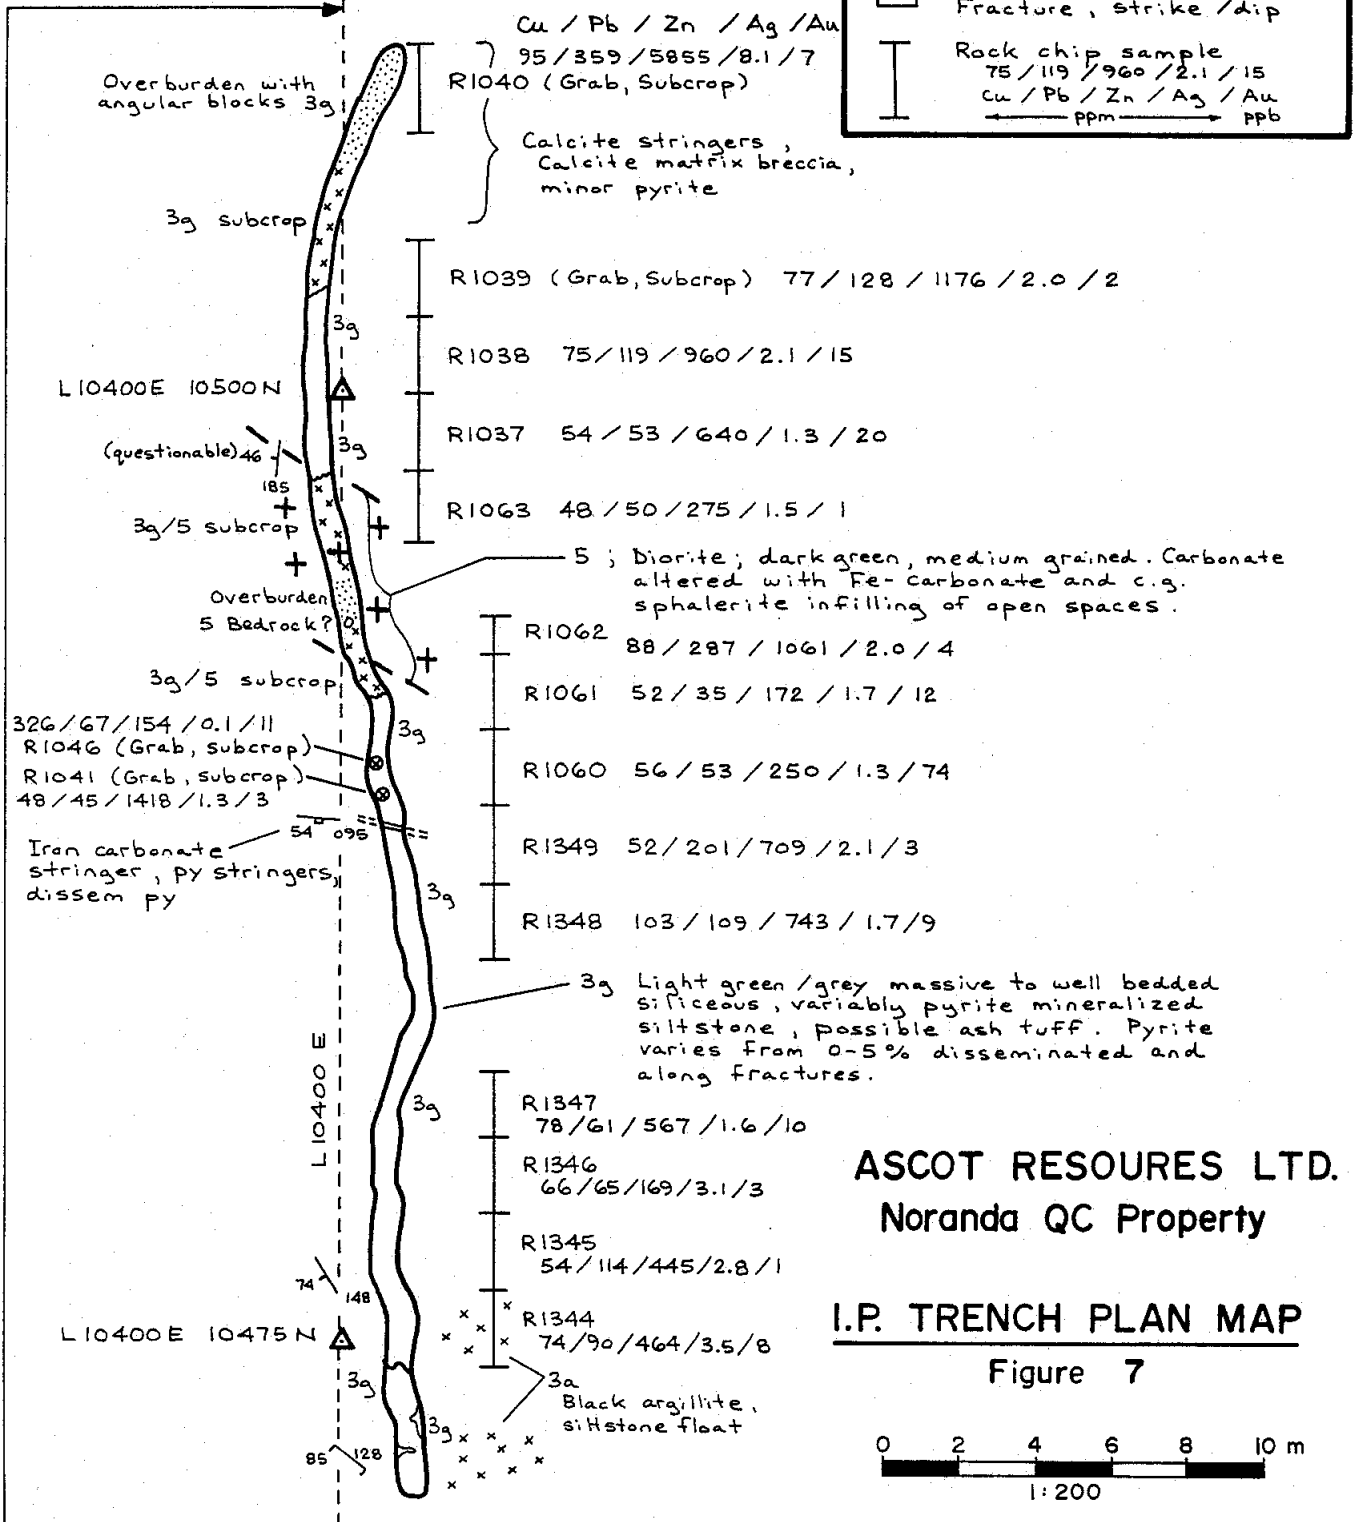 Fracture, strike/dip
Rock chip sample
75/119/960/2.1/15
Cu/Pb/Zn/Ag/Au
ppm ppb
Cu / Pb / Zn / Ag / Au
95/359/5855/8.1/7
R1040 (Grab, Subcrop)
Overburden with
angular blocks 3g
Calcite stringers,
Calcite matrix breccia,
minor pyrite
3g subcrop
R1039 (Grab, Subcrop) 77/128/1176/2.0/2
3g
R1038 75/119/960/2.1/15
L10400E 10500N
R1037 54/53/640/1.3/20
3g
(questionable) 46
185
R1063 48/50/275/1.5/1
3g/5 subcrop
5; Diorite; dark green, medium grained. Carbonate
altered with Fe-carbonate and c.g.
sphalerite infilling of open spaces.
Overburden
5 Bedrock?
R1062
88/287/1061/2.0/4
3g/5 subcrop
R1061 52/35/172/1.7/12
326/67/154/0.1/11
R1046 (Grab, subcrop)
3g
R1041 (Grab, subcrop)
48/45/1418/1.3/3
R1060 56/53/250/1.3/74
54 095
Iron carbonate
stringer, py stringers,
dissem py
R1349 52/201/709/2.1/3
3g
R1348 103/109/743/1.7/9
3g Light green/grey massive to well bedded
siliceous, variably pyrite mineralized
siltstone, possible ash tuff. Pyrite
varies from 0-5% disseminated and
along fractures.
L10400 E
3g
R1347
78/61/567/1.6/10
R1346
66/65/169/3.1/3
R1345
54/114/445/2.8/1
74
148
R1344
74/90/464/3.5/8
L10400E 10475N
3g
3a
Black argillite,
siltstone float
3g
85 128
ASCOT RESOURES LTD.
Noranda QC Property
I.P. TRENCH PLAN MAP
Figure 7
0 2 4 6 8 10 m
1:200